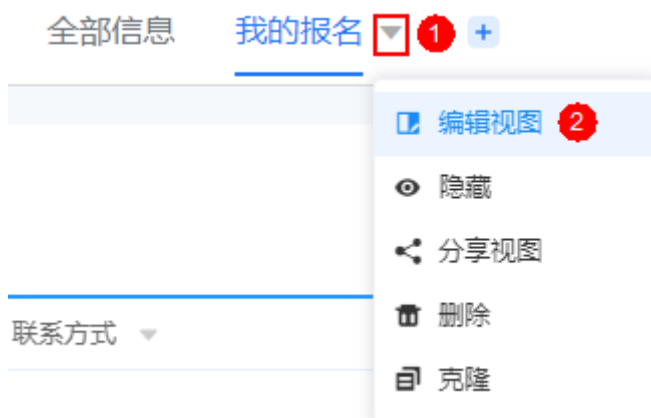 全部信息 我的报名 1 +
编辑视图 2
隐藏
分享视图
联系方式
删除
克隆